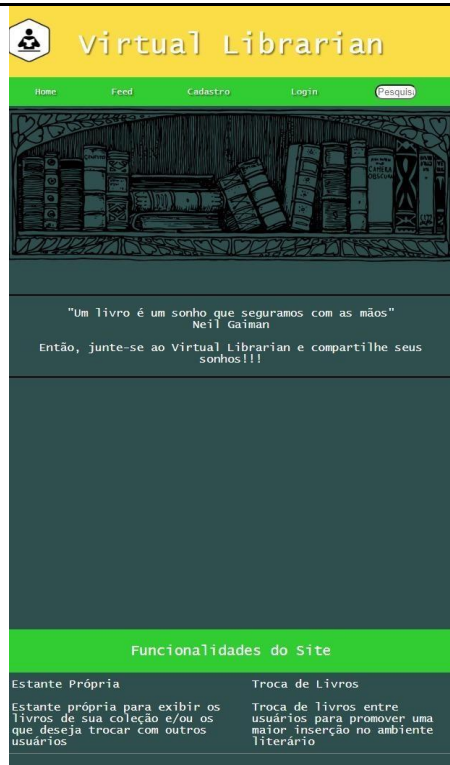 Virtual Librarian
Home Feed Cadastro Login Pesquisa
CAMERA
OBSCURA
"Um livro é um sonho que seguramos com as mãos"
Neil Gaiman
Então, junte-se ao Virtual Librarian e compartilhe seus
sonhos!!!
Funcionalidades do Site
Estante Própria
Estante própria para exibir os
livros de sua coleção e/ou os
que deseja trocar com outros
usuários
Troca de Livros
Troca de livros entre
usuários para promover uma
maior inserção no ambiente
literário